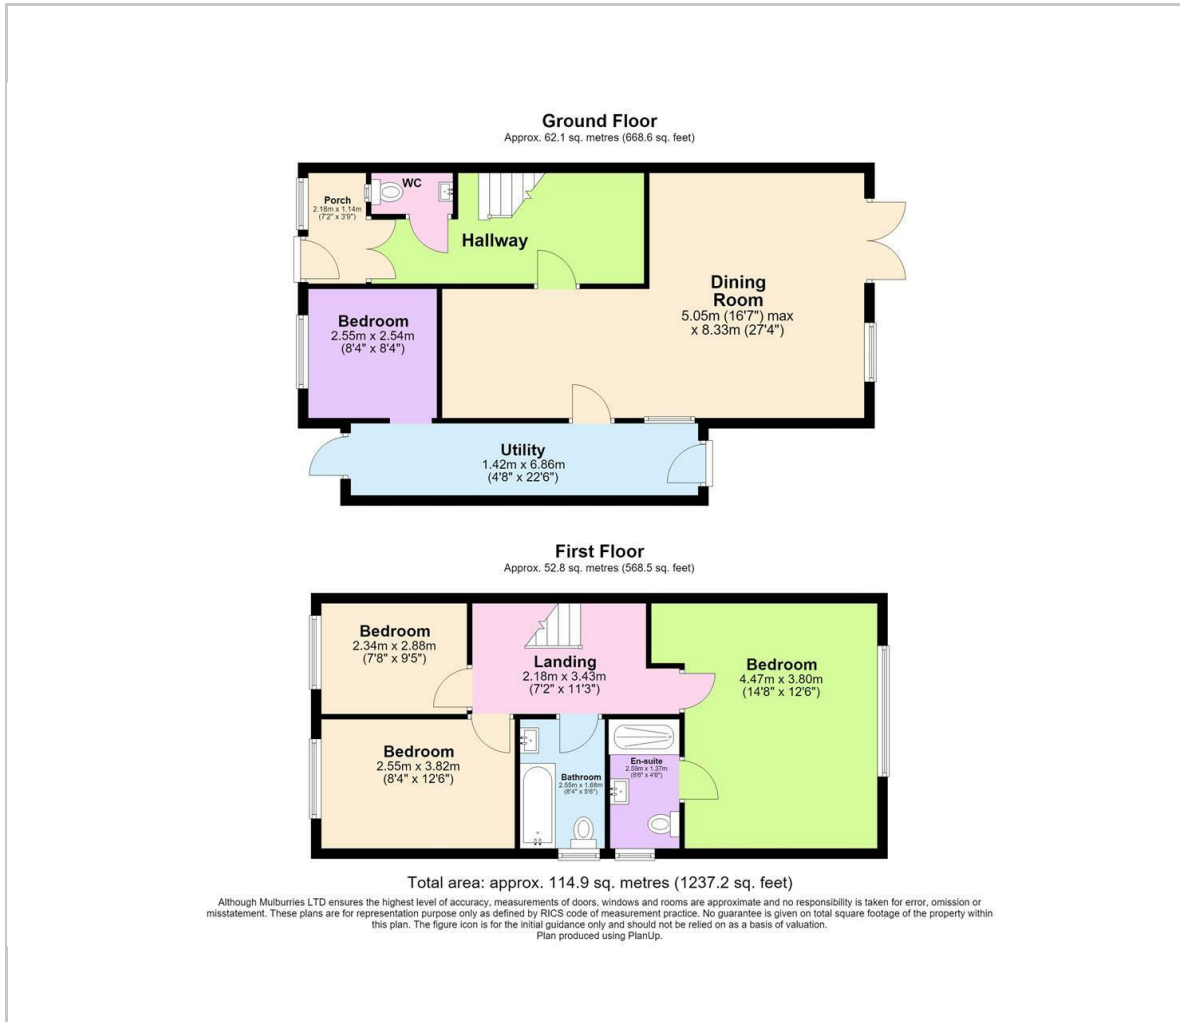 Ground Floor
Approx. 62.1 sq. metres (668.6 sq. feet)
WC
Porch
2.18m x 1.14m
(7'2" x 3'9")
Hallway
Dining
Room
5.05m (16'7") max
x 8.33m (27'4")
Bedroom
2.55m x 2.54m
(8'4" x 8'4")
Utility
1.42m x 6.86m
(4'8" x 22'6")
First Floor
Approx. 52.8 sq. metres (568.5 sq. feet)
Bedroom
2.34m x 2.88m
(7'8" x 9'5")
Landing
2.18m x 3.43m
(7'2" x 11'3")
Bedroom
4.47m x 3.80m
(14'8" x 12'6")
Bedroom
2.55m x 3.82m
(8'4" x 12'6")
Bathroom
2.55m x 1.68m
(8'4" x 5'6")
En-suite
2.59m x 1.37m
(8'6" x 4'6")
Total area: approx. 114.9 sq. metres (1237.2 sq. feet)
Although Mulburries LTD ensures the highest level of accuracy, measurements of doors, windows and rooms are approximate and no responsibility is taken for error, omission or
misstatement. These plans are for representation purpose only as defined by RICS code of measurement practice. No guarantee is given on total square footage of the property within
this plan. The figure icon is for the initial guidance only and should not be relied on as a basis of valuation.
Plan produced using PlanUp.